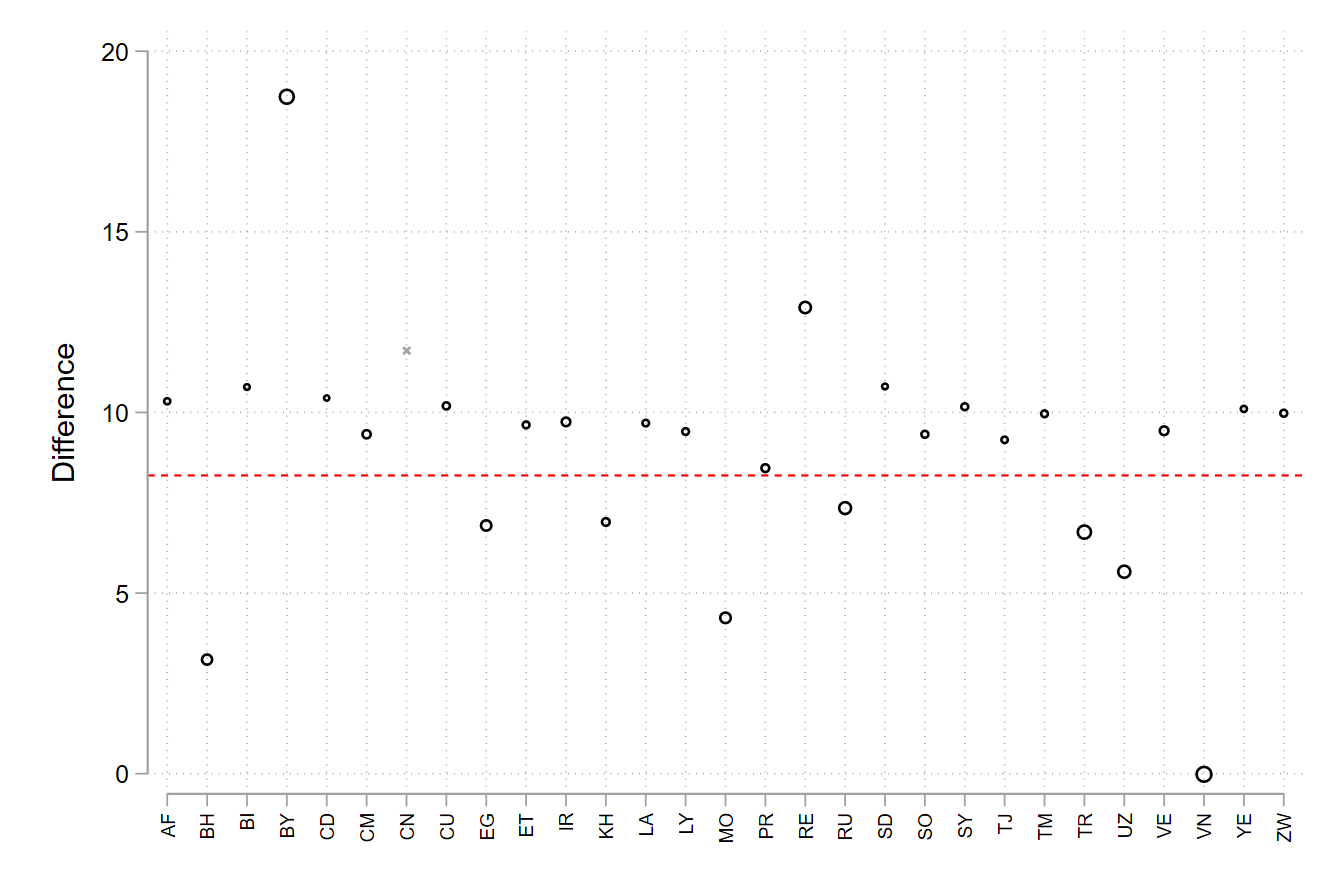 20
15
10
5
0
Difference
AF
BH
BI
BY
CD
CM
CN
CU
EG
ET
IR
KH
LA
LY
MO
PR
RE
RU
SD
SO
SY
TJ
TM
TR
UZ
VE
VN
YE
ZW